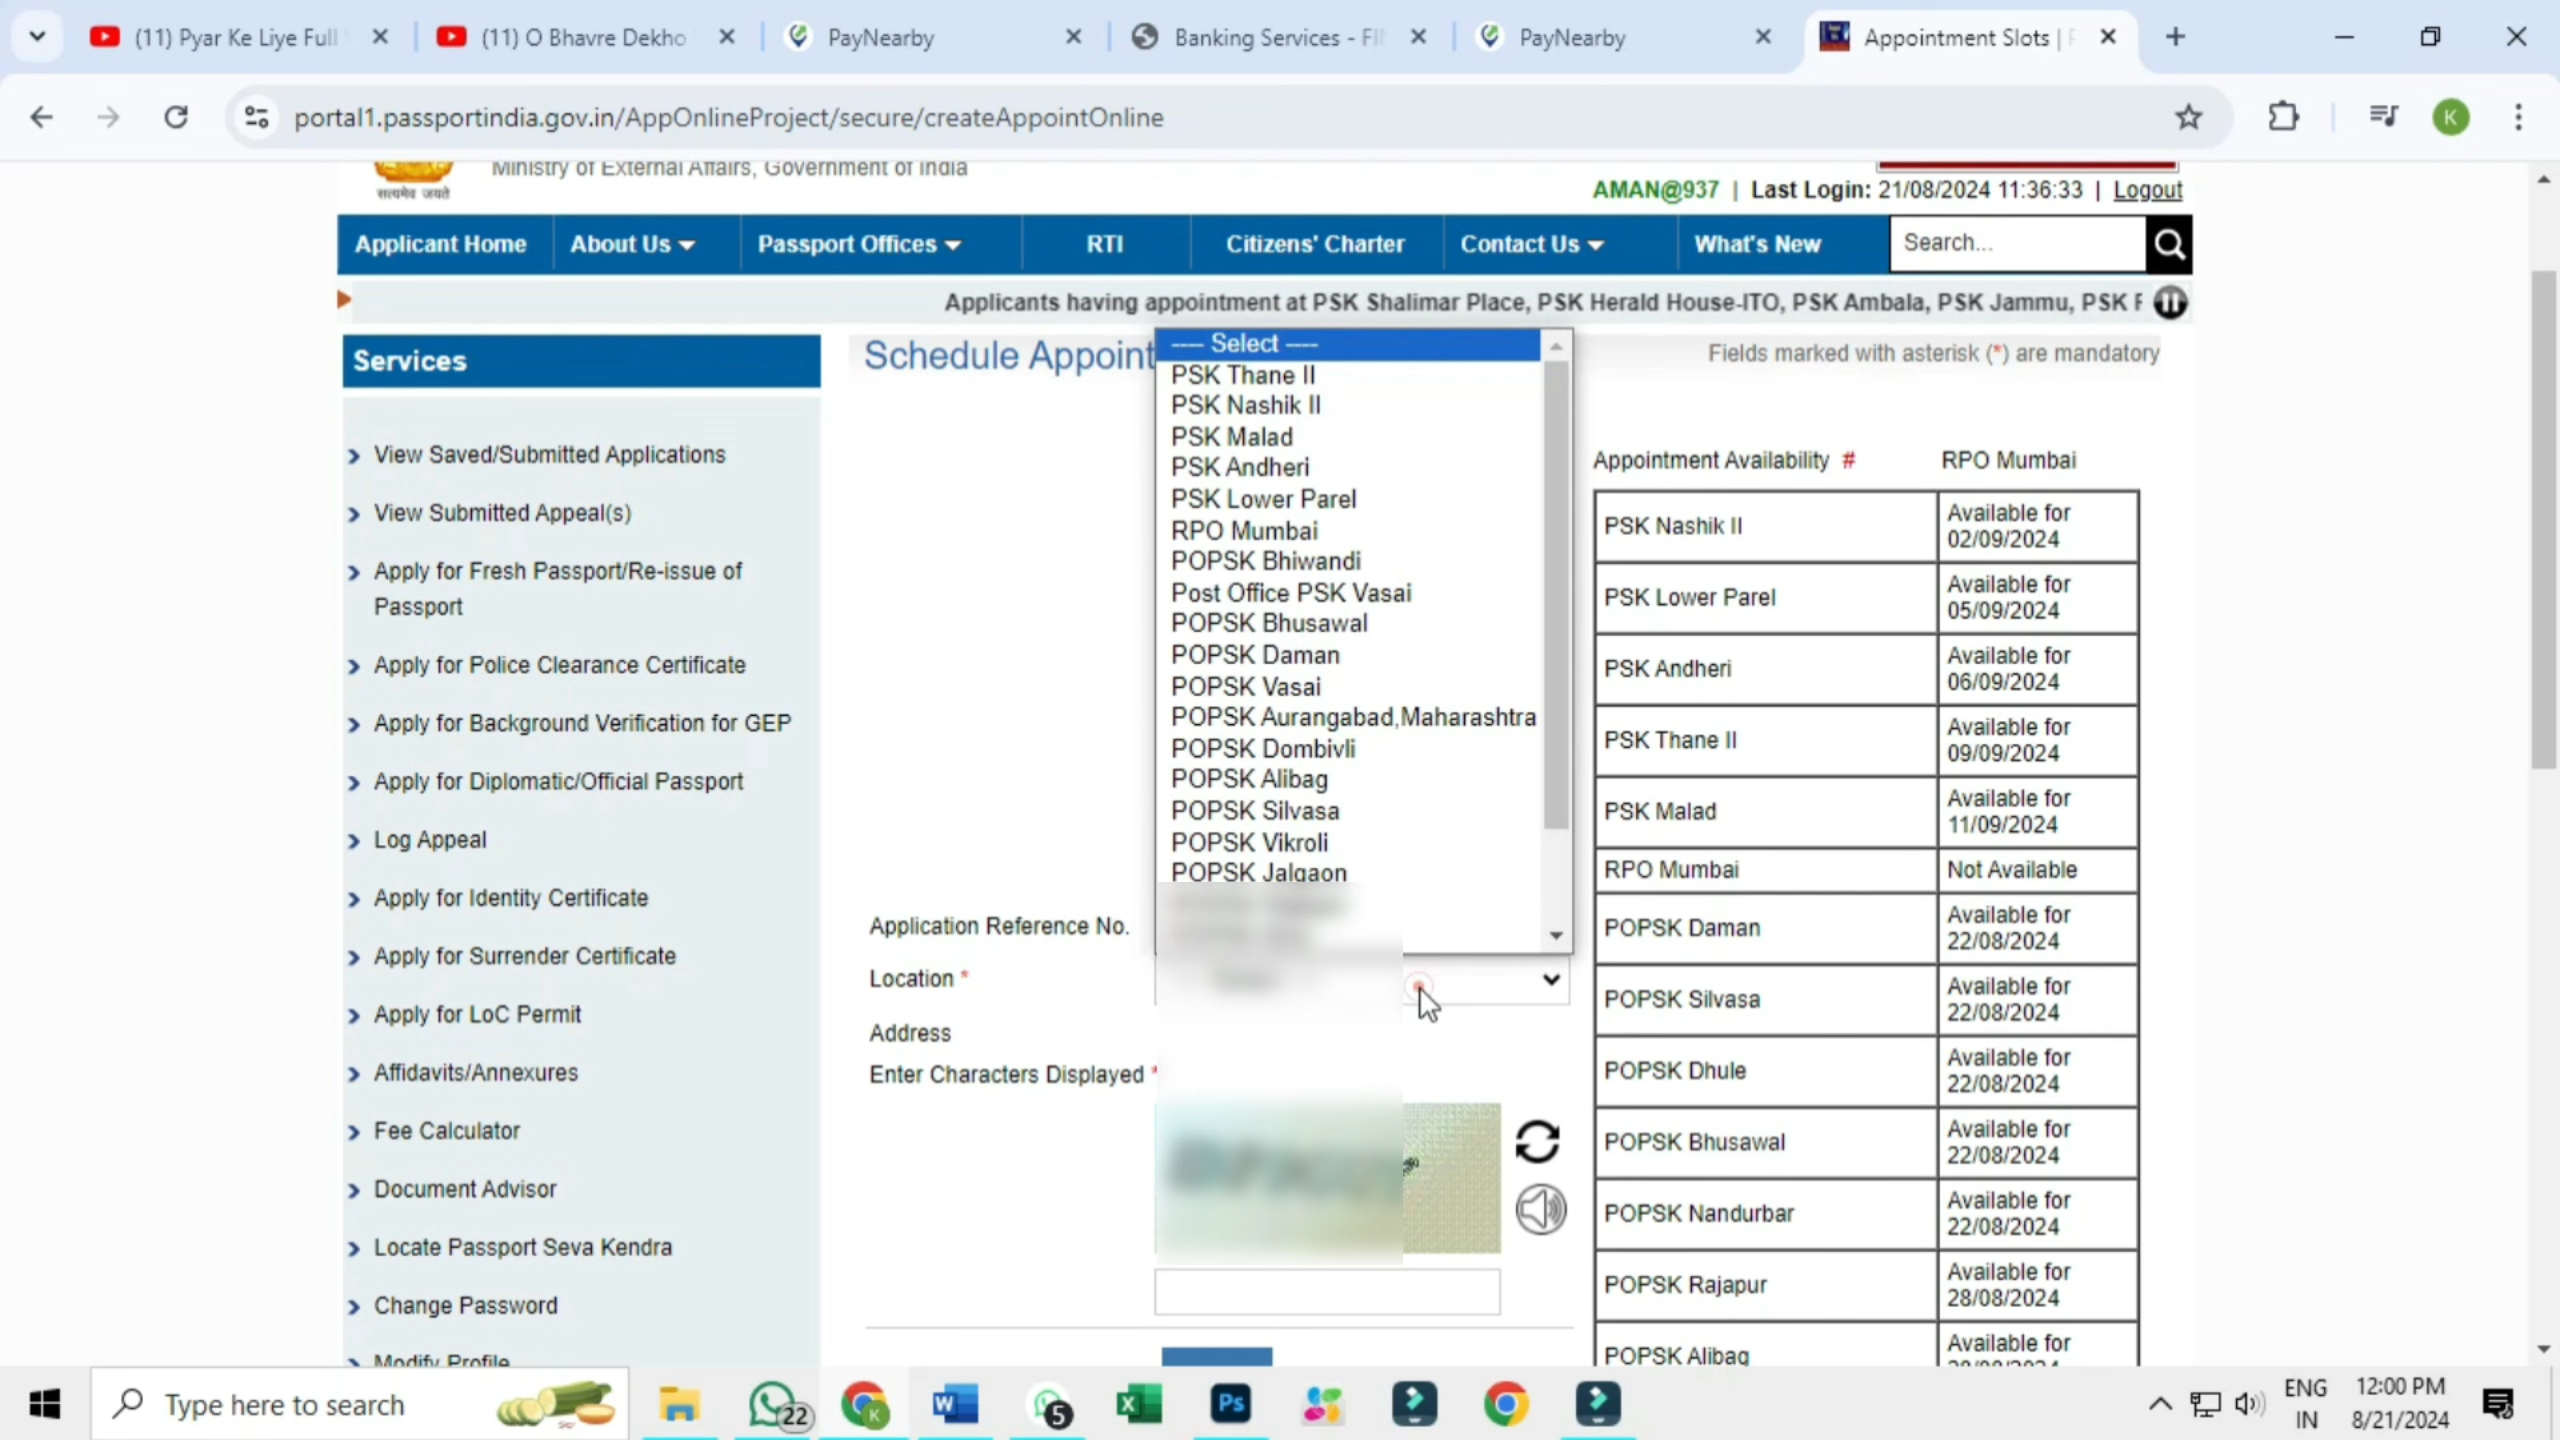 (11) Pyar Ke Liye Full
(11) O Bhavre Dekho
PayNearby
Banking Services - FI
PayNearby
Appointment Slots |
portal1.passportindia.gov.in/AppOnlineProject/secure/createAppointOnline
K
सत्यमेव जयते
Ministry of External Affairs, Government of India
AMAN@937 | Last Login: 21/08/2024 11:36:33 | Logout
Applicant Home
About Us
Passport Offices
RTI
Citizens' Charter
Contact Us
What's New
Search...
Applicants having appointment at PSK Shalimar Place, PSK Herald House-ITO, PSK Ambala, PSK Jammu, PSK
Services
View Saved/Submitted Applications
View Submitted Appeal(s)
Apply for Fresh Passport/Re-issue of
Passport
Apply for Police Clearance Certificate
Apply for Background Verification for GEP
Apply for Diplomatic/Official Passport
Log Appeal
Apply for Identity Certificate
Apply for Surrender Certificate
Apply for LoC Permit
Affidavits/Annexures
Fee Calculator
Document Advisor
Locate Passport Seva Kendra
Change Password
Modify Profile
Schedule Appoint
Fields marked with asterisk (*) are mandatory
---- Select ----
PSK Thane II
PSK Nashik II
PSK Malad
PSK Andheri
PSK Lower Parel
RPO Mumbai
POPSK Bhiwandi
Post Office PSK Vasai
POPSK Bhusawal
POPSK Daman
POPSK Vasai
POPSK Aurangabad,Maharashtra
POPSK Dombivli
POPSK Alibag
POPSK Silvasa
POPSK Vikroli
POPSK Jalgaon
Application Reference No.
Location *
Address
Enter Characters Displayed *
Appointment Availability # RPO Mumbai
PSK Nashik II
Available for
02/09/2024
PSK Lower Parel
Available for
05/09/2024
PSK Andheri
Available for
06/09/2024
PSK Thane II
Available for
09/09/2024
PSK Malad
Available for
11/09/2024
RPO Mumbai
Not Available
POPSK Daman
Available for
22/08/2024
POPSK Silvasa
Available for
22/08/2024
POPSK Dhule
Available for
22/08/2024
POPSK Bhusawal
Available for
22/08/2024
POPSK Nandurbar
Available for
22/08/2024
POPSK Rajapur
Available for
28/08/2024
POPSK Alibag
Available for
Type here to search
22
K
W
5
X
Ps
ENG
IN
12:00 PM
8/21/2024